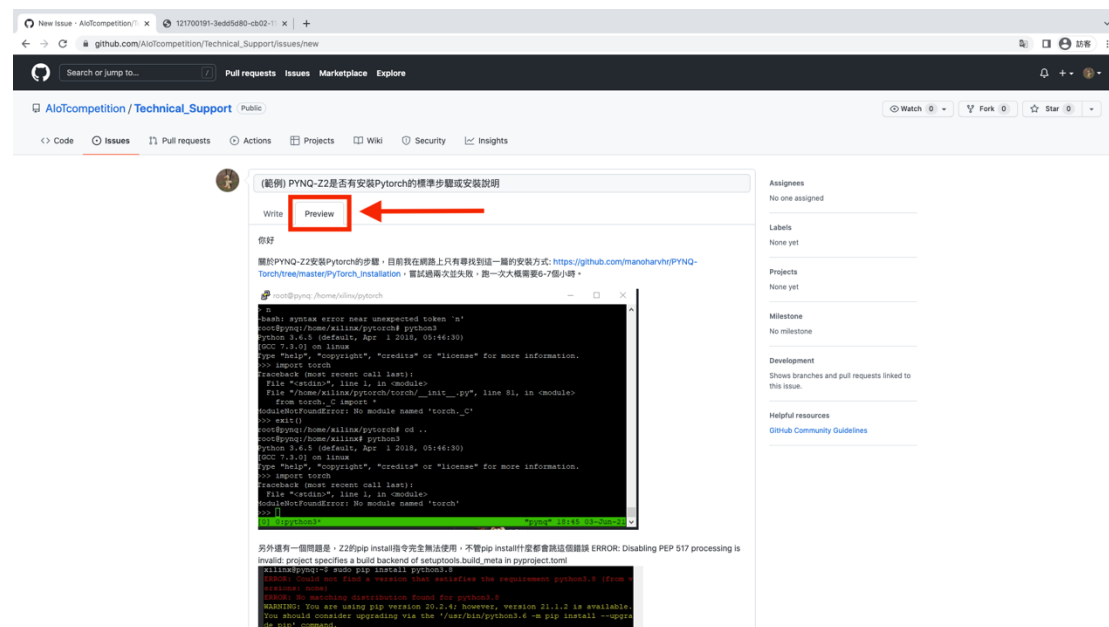 New Issue · AIoTcompetition/T
121700191-3edd5d80-cb02-11
github.com/AIoTcompetition/Technical_Support/issues/new
訪客
Search or jump to...
/
Pull requests Issues Marketplace Explore
AIoTcompetition / Technical_Support Public
Watch 0
Fork 0
Star 0
Code
Issues
Pull requests
Actions
Projects
Wiki
Security
Insights
(範例) PYNQ-Z2是否有安裝Pytorch的標準步驟或安裝說明
Write
Preview
你好
關於PYNQ-Z2安裝Pytorch的步驟，目前我在網路上只有尋找到這一篇的安裝方式: https://github.com/manoharvhr/PYNQ-
Torch/tree/master/PyTorch_Installation，嘗試過兩次並失敗，跑一次大概需要6-7個小時。
root@pynq: /home/xilinx/pytorch
> n
-bash: syntax error near unexpected token `n'
root@pynq:/home/xilinx/pytorch# python3
Python 3.6.5 (default, Apr  1 2018, 05:46:30)
[GCC 7.3.0] on linux
Type "help", "copyright", "credits" or "license" for more information.
>>> import torch
Traceback (most recent call last):
File "<stdin>", line 1, in <module>
File "/home/xilinx/pytorch/torch/__init__.py", line 81, in <module>
from torch._C import *
ModuleNotFoundError: No module named 'torch._C'
>>> exit()
root@pynq:/home/xilinx/pytorch# cd ..
root@pynq:/home/xilinx# python3
Python 3.6.5 (default, Apr  1 2018, 05:46:30)
[GCC 7.3.0] on linux
Type "help", "copyright", "credits" or "license" for more information.
>>> import torch
Traceback (most recent call last):
File "<stdin>", line 1, in <module>
ModuleNotFoundError: No module named 'torch'
>>>
[0] 0:python3* "pynq" 18:45 03-Jun-21
另外還有一個問題是，Z2的pip install指令完全無法使用，不管pip install什麼都會跳這個錯誤 ERROR: Disabling PEP 517 processing is
invalid: project specifies a build backend of setuptools.build_meta in pyproject.toml
xilinx@pynq:~$ sudo pip install python3.8
ERROR: Could not find a version that satisfies the requirement python3.8 (from v
ersions: none)
ERROR: No matching distribution found for python3.8
WARNING: You are using pip version 20.2.4; however, version 21.1.2 is available.
You should consider upgrading via the '/usr/bin/python3.6 -m pip install --upgra
de pip' command.
Assignees
No one assigned
Labels
None yet
Projects
None yet
Milestone
No milestone
Development
Shows branches and pull requests linked to
this issue.
Helpful resources
GitHub Community Guidelines